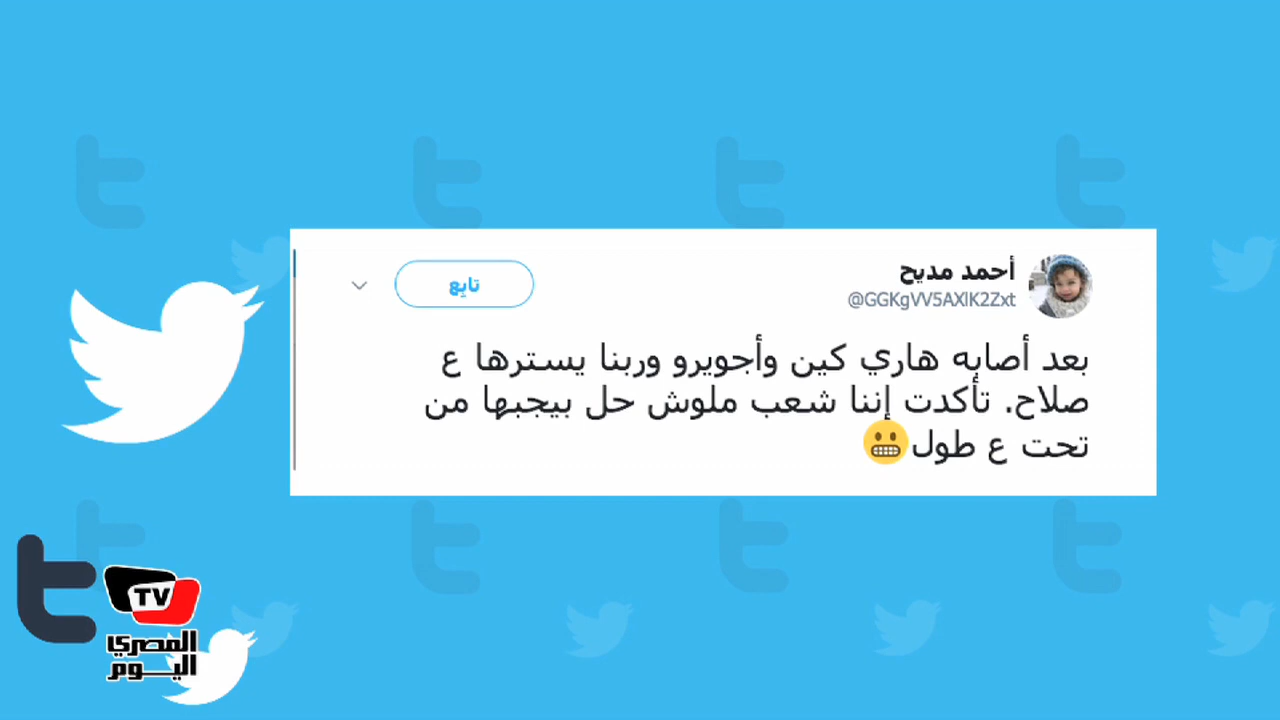 أحمد مديح
@GGKgVV5AXlK2Zxt
تابِع
بعد أصابه هاري كين وأجويرو وربنا يسترها ع
صلاح. تأكدت إننا شعب ملوش حل بيجبها من
تحت ع طول😬
TV
المصري
اليوم